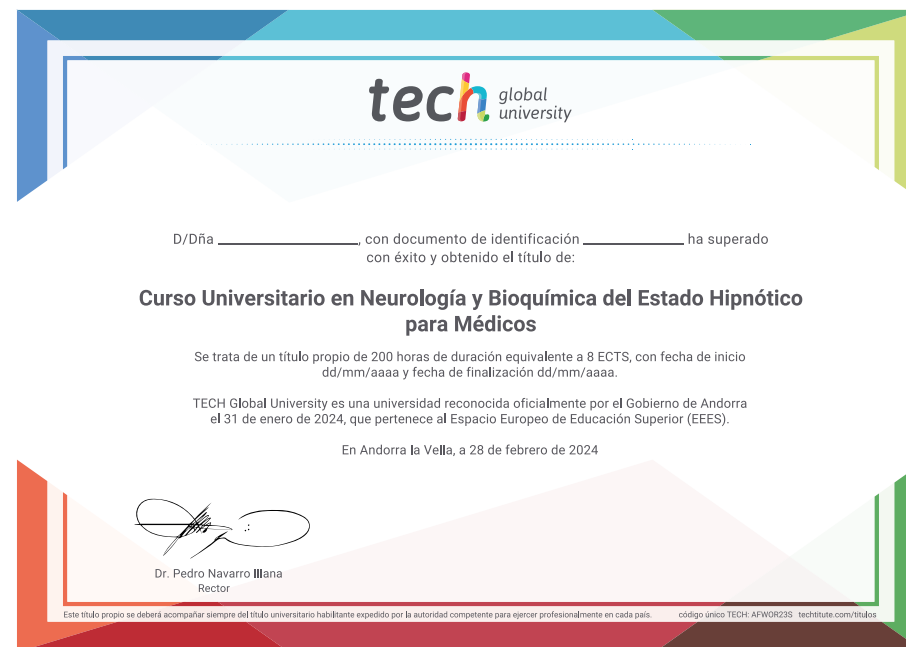 tech global
university
D/Dña ______________, con documento de identificación __________ ha superado
con éxito y obtenido el título de:
Curso Universitario en Neurología y Bioquímica del Estado Hipnótico
para Médicos
Se trata de un título propio de 200 horas de duración equivalente a 8 ECTS, con fecha de inicio
dd/mm/aaaa y fecha de finalización dd/mm/aaaa.
TECH Global University es una universidad reconocida oficialmente por el Gobierno de Andorra
el 31 de enero de 2024, que pertenece al Espacio Europeo de Educación Superior (EEES).
En Andorra la Vella, a 28 de febrero de 2024
Dr. Pedro Navarro Illana
Rector
Este título propio se deberá acompañar siempre del título universitario habilitante expedido por la autoridad competente para ejercer profesionalmente en cada país. código único TECH: AFWOR23S techtitute.com/titulos